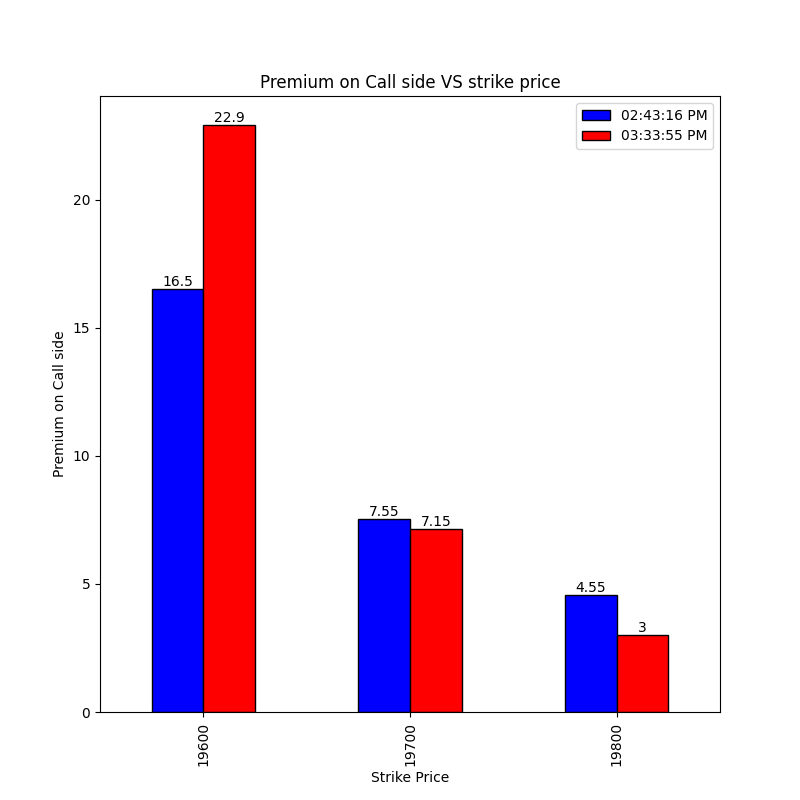 Premium on Call side VS strike price
02:43:16 PM
03:33:55 PM
22.9
16.5
7.55
7.15
4.55
3
20
15
10
5
0
Premium on Call side
19600
19700
19800
Strike Price